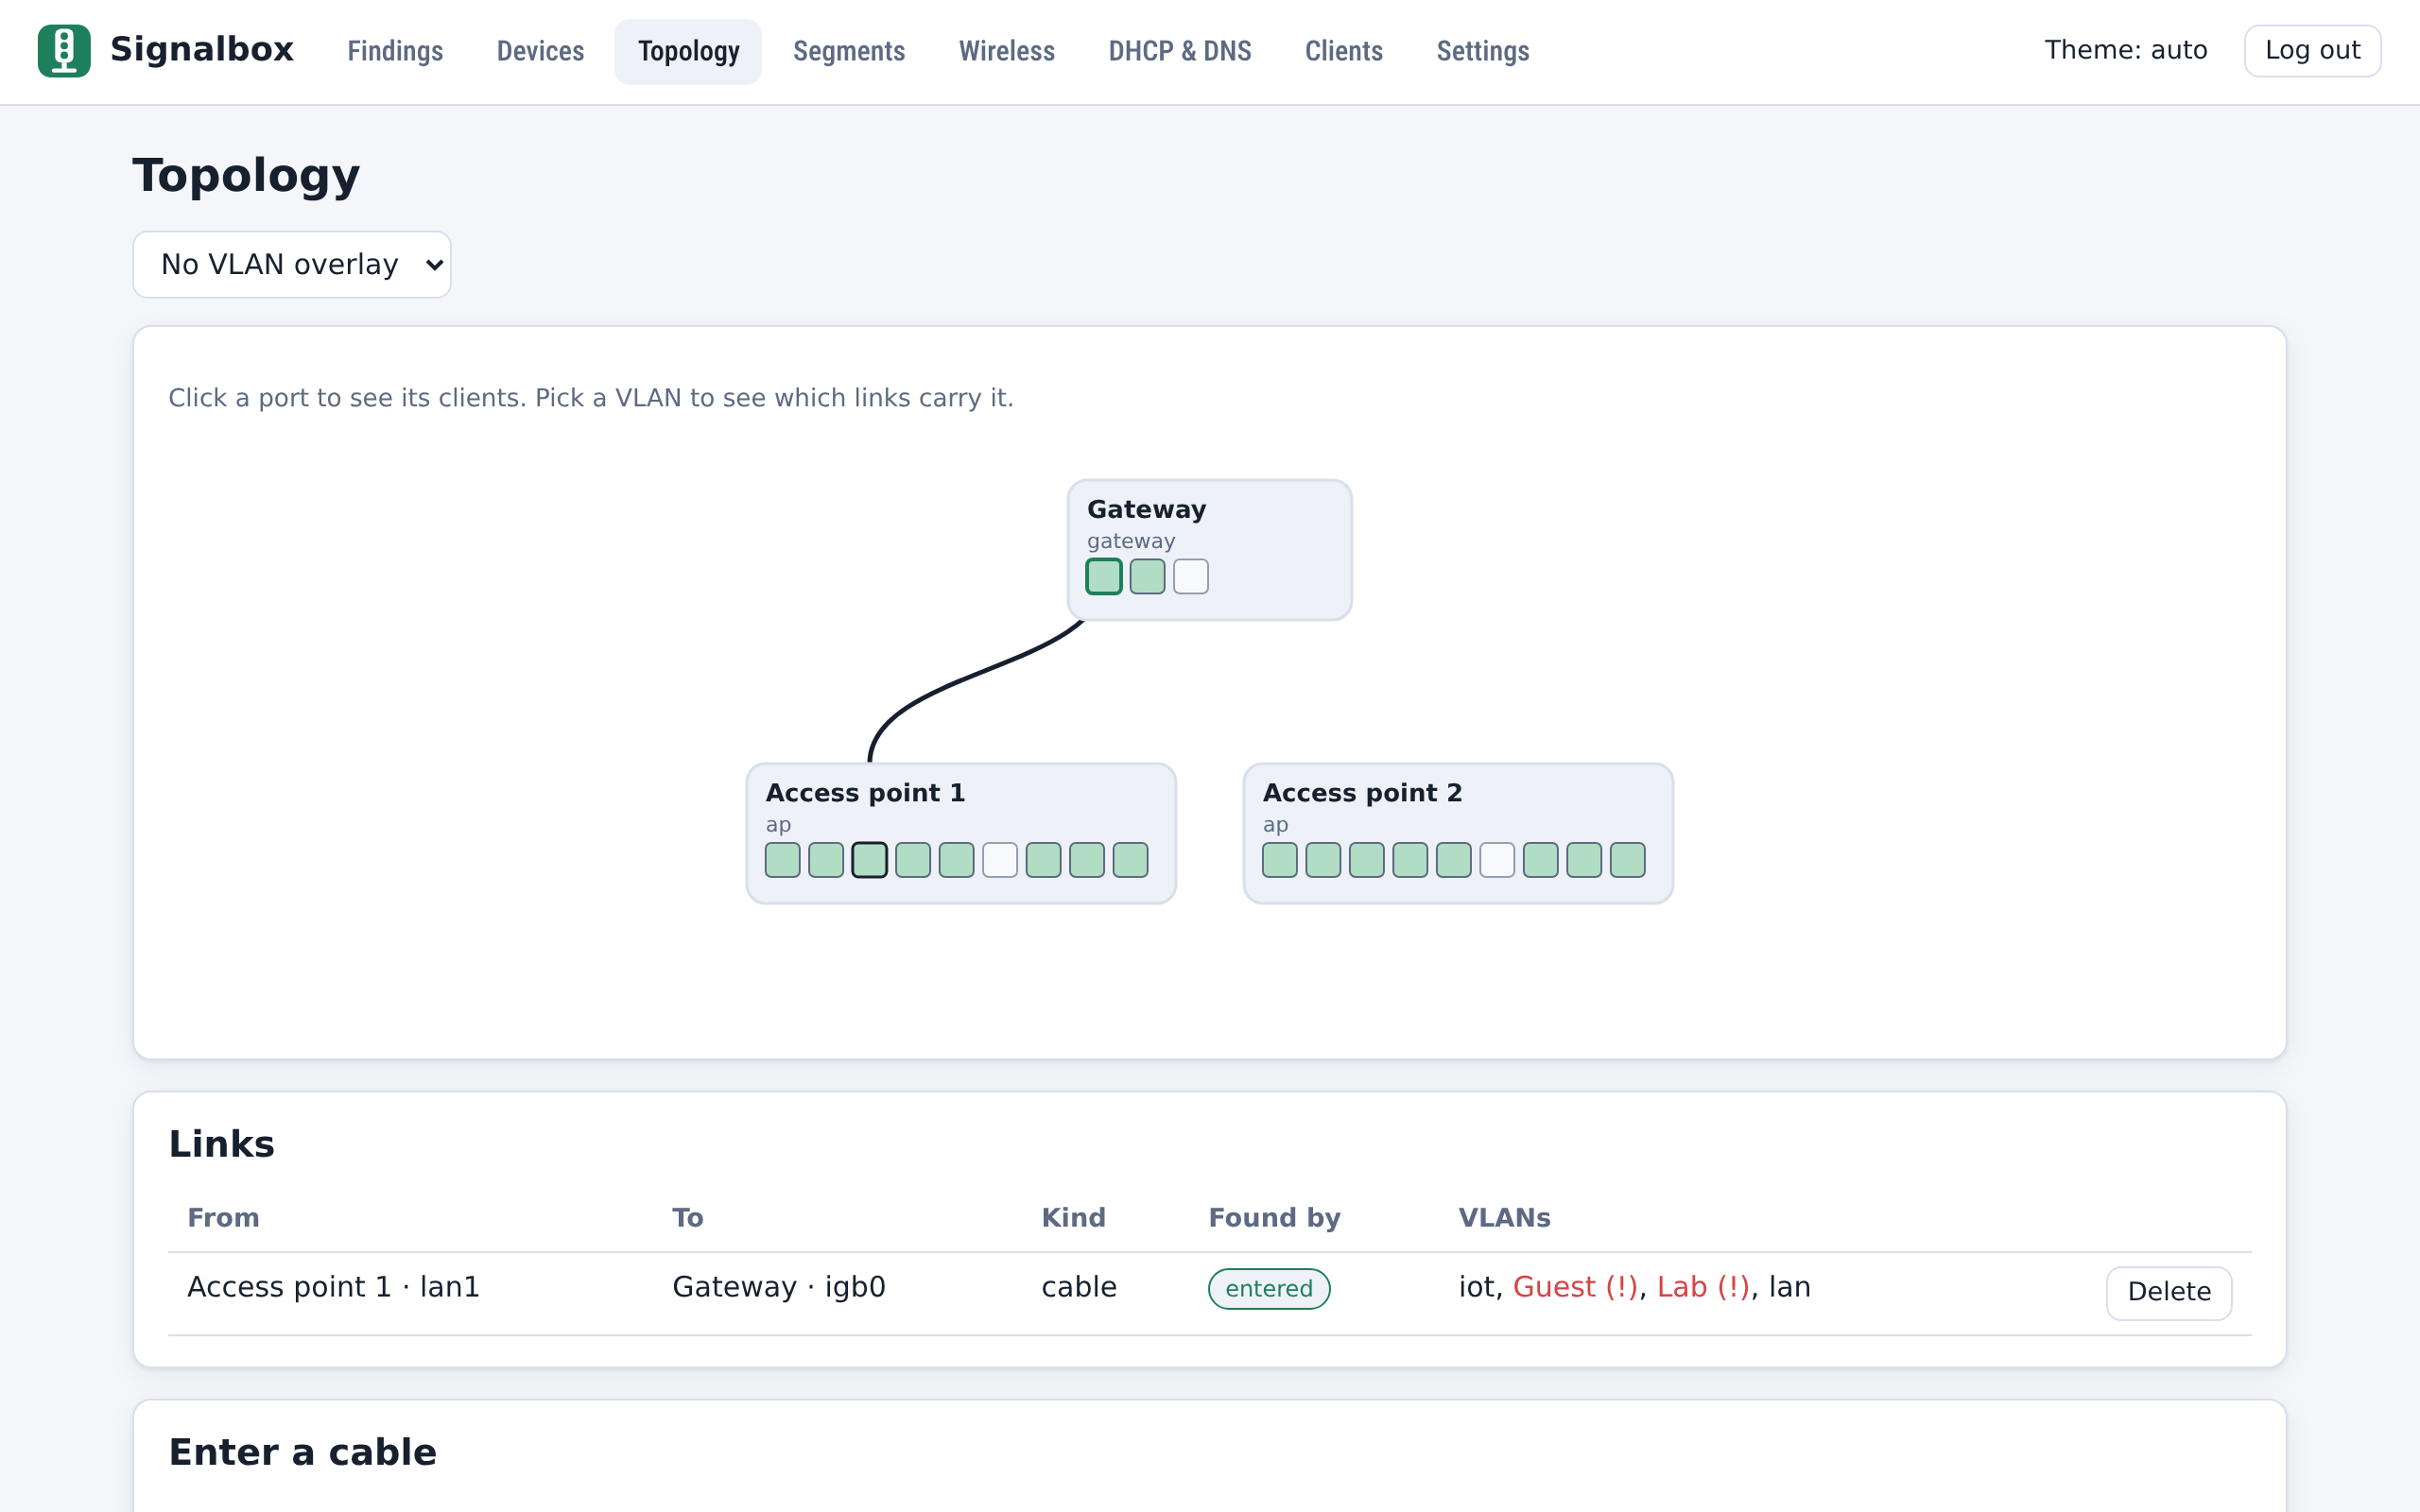 Signalbox Findings Devices Topology Segments Wireless DHCP & DNS Clients Settings Theme: auto Log out
Topology
No VLAN overlay
Click a port to see its clients. Pick a VLAN to see which links carry it.
Gateway
gateway
Access point 1 Access point 2
ap ap
Links
From To Kind Found by VLANs
Access point 1 · lan1 Gateway · igb0 cable entered iot, Guest (!), Lab (!), lan Delete
Enter a cable